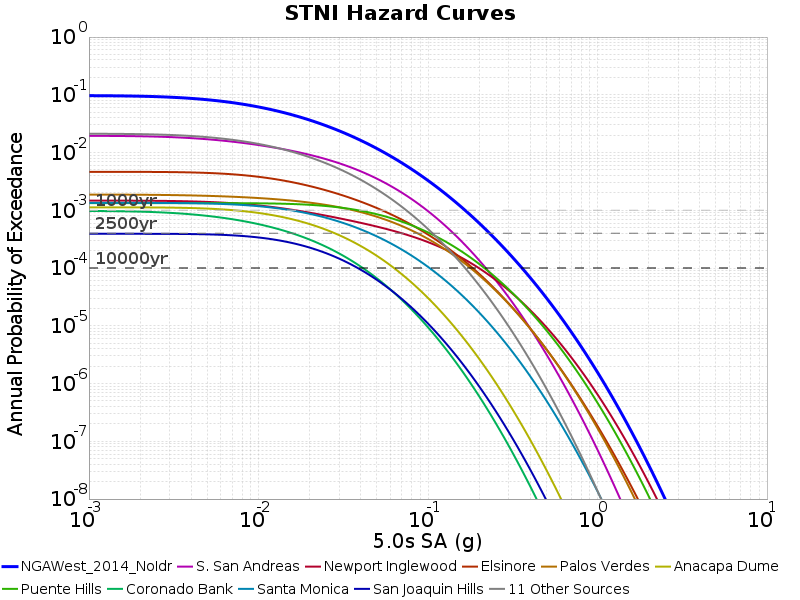 STNI Hazard Curves
Annual Probability of Exceedance
10^0
10^-1
10^-2
10^-3
10^-4
10^-5
10^-6
10^-7
10^-8
1000yr
2500yr
10000yr
10^-3 10^-2 10^-1 10^0 10^1
5.0s SA (g)
NGAWest_2014_NoIdr S. San Andreas Newport Inglewood Elsinore Palos Verdes Anacapa Dume
Puente Hills Coronado Bank Santa Monica San Joaquin Hills 11 Other Sources